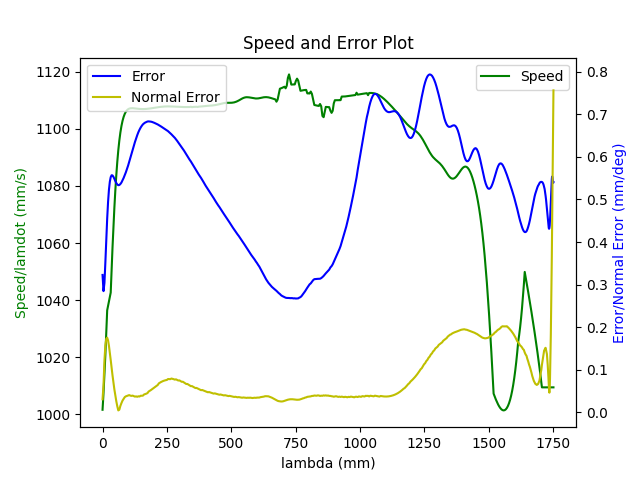 Speed and Error Plot
Error
Normal Error
Speed
1120
1100
1080
1060
1040
1020
1000
Speed/lamdot (mm/s)
0.8
0.7
0.6
0.5
0.4
0.3
0.2
0.1
0.0
Error/Normal Error (mm/deg)
0 250 500 750 1000 1250 1500 1750
lambda (mm)